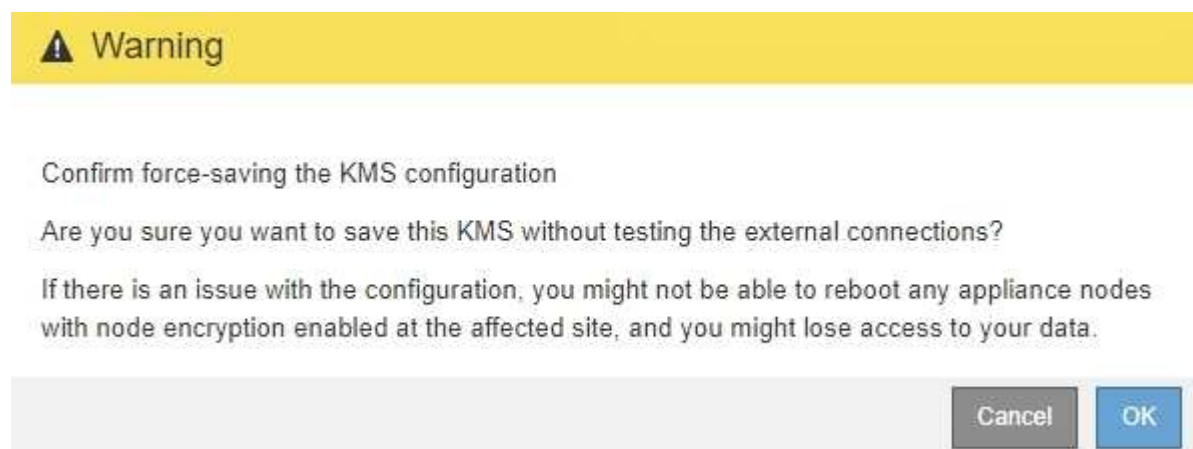 Warning
Confirm force-saving the KMS configuration
Are you sure you want to save this KMS without testing the external connections?
If there is an issue with the configuration, you might not be able to reboot any appliance nodes
with node encryption enabled at the affected site, and you might lose access to your data.
Cancel OK